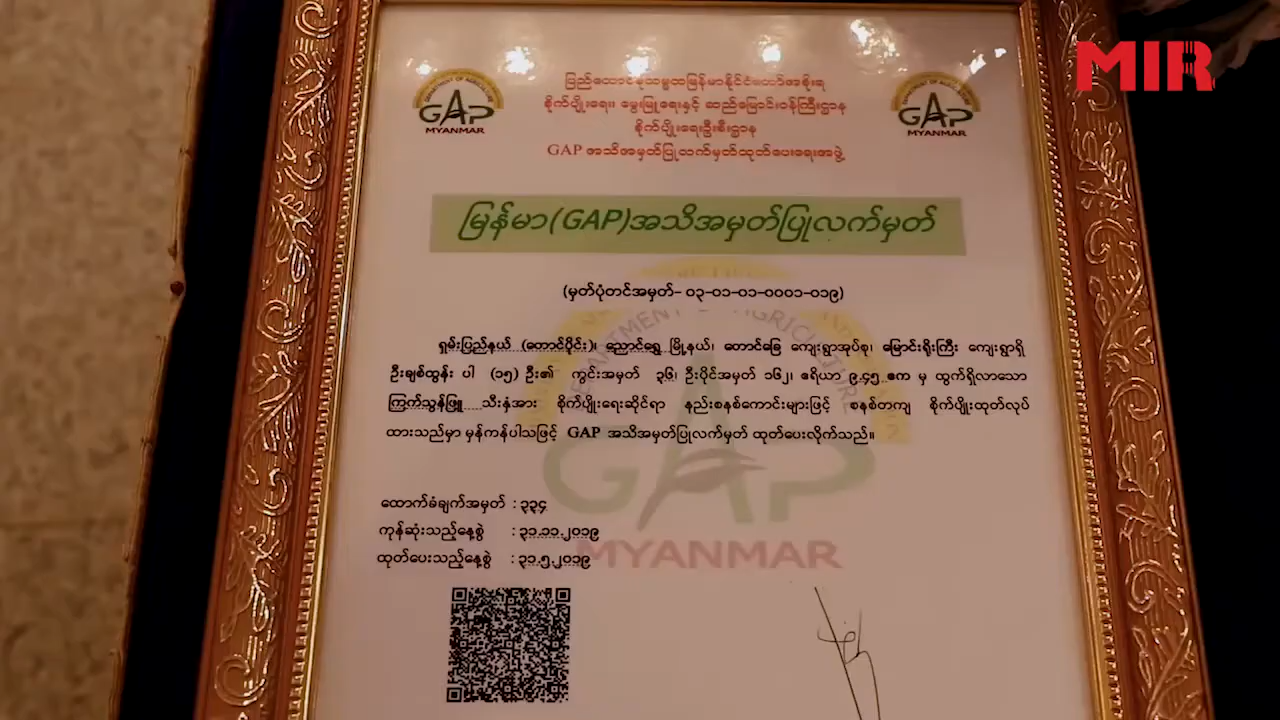 MIR
DEPARTMENT OF AGRICULTURE
GAP
MYANMAR
ပြည်ထောင်စုသမ္မတမြန်မာနိုင်ငံတော်အစိုးရ
စိုက်ပျိုးရေး၊ မွေးမြူရေးနှင့် ဆည်မြောင်းဝန်ကြီးဌာန
စိုက်ပျိုးရေးဦးစီးဌာန
GAP အသိအမှတ်ပြုလက်မှတ်ထုတ်ပေးရေးအဖွဲ့
DEPARTMENT OF AGRICULTURE
GAP
MYANMAR
မြန်မာ(GAP)အသိအမှတ်ပြုလက်မှတ်
(မှတ်ပုံတင်အမှတ်- ၀၃-၀၁-၀၁-၀၀၀၁-၀၁၉)
ရှမ်းပြည်နယ် (တောင်ပိုင်း)၊ ညောင်ရွှေ မြို့နယ်၊ တောင်ခြေ ကျေးရွာအုပ်စု၊ မြောင်းရိုးကြီး ကျေးရွာရှိ
ဦးချစ်ထွန်း ပါ (၁၅) ဦး၏ ကွင်းအမှတ် ၃၆၊ ဦးပိုင်အမှတ် ၁၆၂၊ ဧရိယာ ၉.၄၅ ဧက မှ ထွက်ရှိလာသော
ကြက်သွန်ဖြူ သီးနှံအား စိုက်ပျိုးရေးဆိုင်ရာ နည်းစနစ်ကောင်းများဖြင့် စနစ်တကျ စိုက်ပျိုးထုတ်လုပ်
ထားသည်မှာ မှန်ကန်ပါသဖြင့် GAP အသိအမှတ်ပြုလက်မှတ် ထုတ်ပေးလိုက်သည်။
GAP
MYANMAR
ထောက်ခံချက်အမှတ် : ၃၃၄
ကုန်ဆုံးသည့်နေ့စွဲ : ၃၁.၁၁.၂၀၁၉
ထုတ်ပေးသည့်နေ့စွဲ : ၃၁.၅.၂၀၁၉